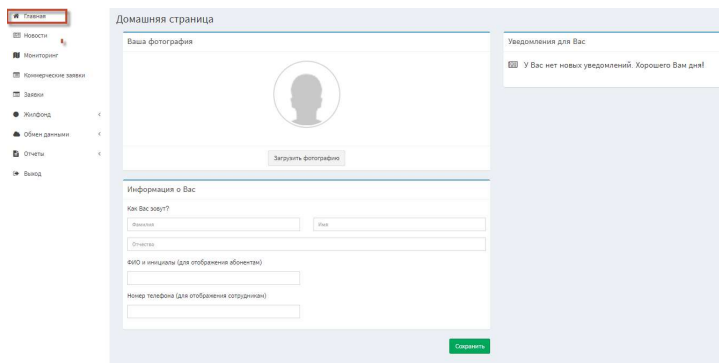 Главная
Новости
Мониторинг
Коммерческие заявки
Заявки
Жилфонд
Обмен данными
Отчеты
Выход
Домашняя страница
Ваша фотография
Загрузить фотографию
Информация о Вас
Как Вас зовут?
Фамилия Имя
Отчество
ФИО и инициалы (для отображения абонентам)
Номер телефона (для отображения сотрудникам)
Сохранить
Уведомления для Вас
У Вас нет новых уведомлений. Хорошего Вам дня!